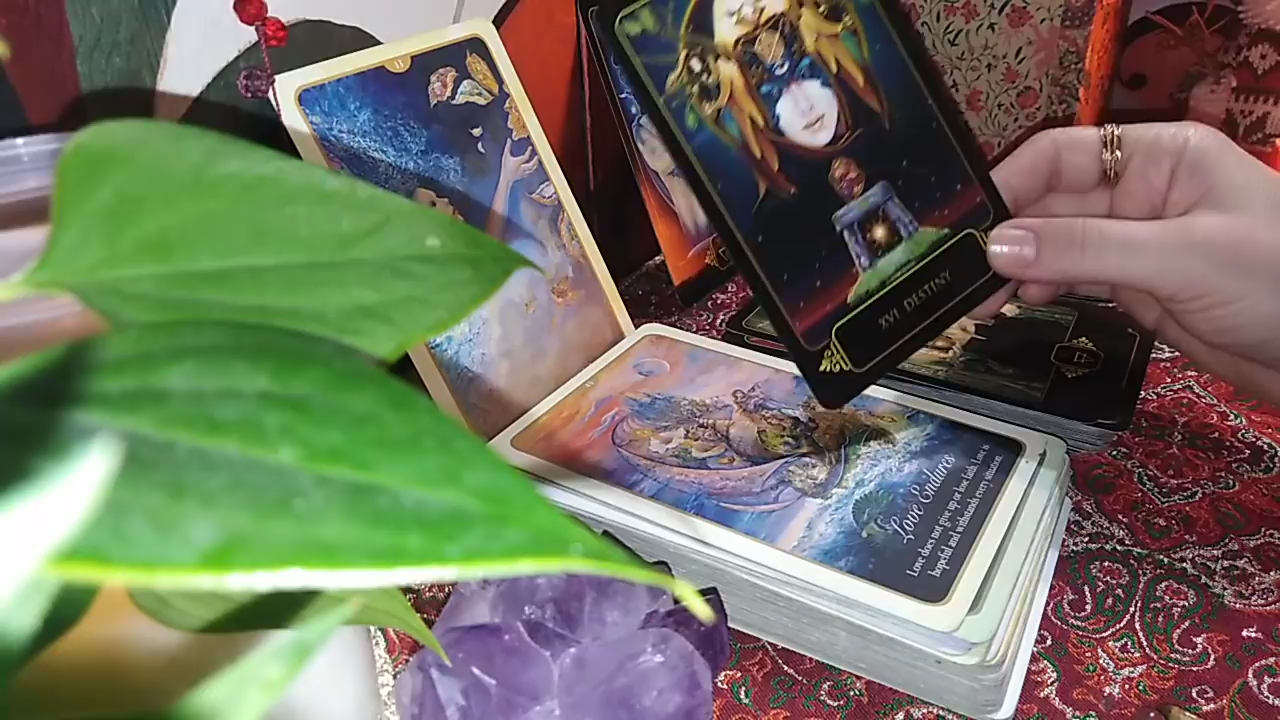 11
XVI DESTINY
Love Endures
Love does not give up or lose faith. Love is
hopeful and withstands every situation.